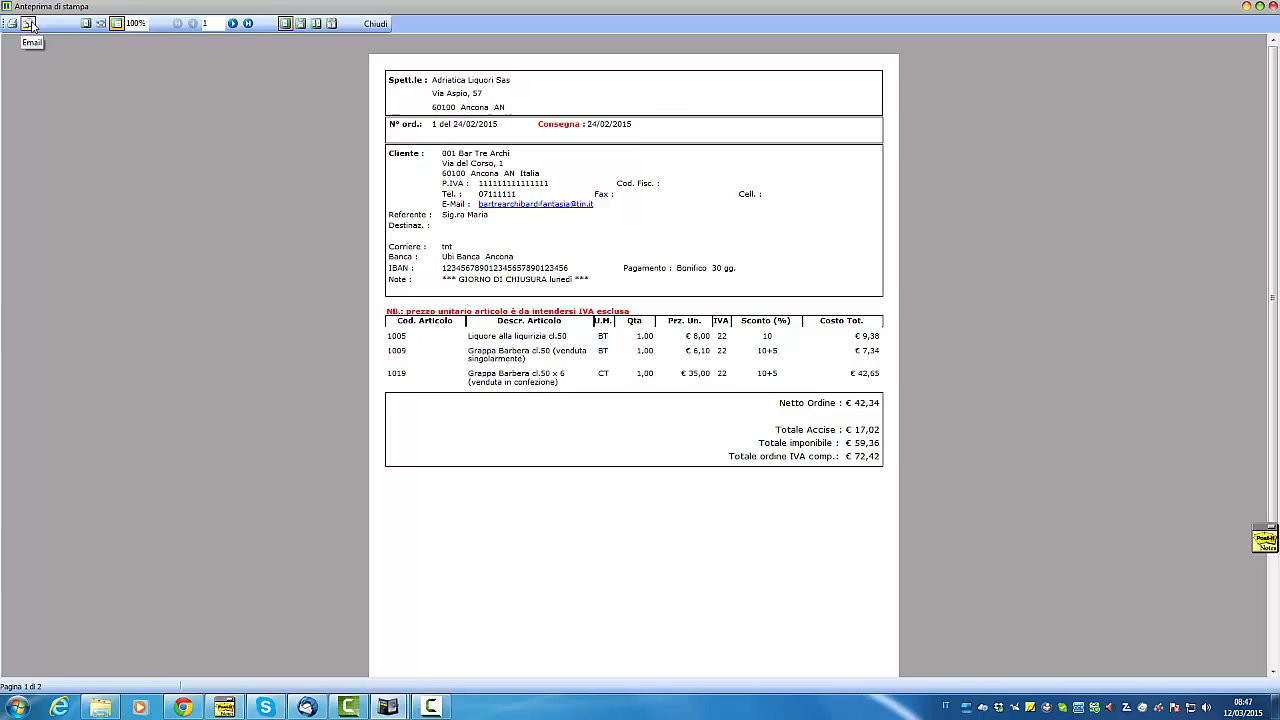 Anteprima di stampa
100% 1 Chiudi
Email
Spett.le : Adriatica Liquori Sas
Via Aspio, 57
60100 Ancona AN
N° ord.: 1 del 24/02/2015 Consegna : 24/02/2015
Cliente : 001 Bar Tre Archi
Via del Corso, 1
60100 Ancona AN Italia
P.IVA : 111111111111111 Cod. Fisc. :
Tel. : 07111111 Fax : Cell. :
E-Mail : bartrearchibardifantasia@tin.it
Referente : Sig.ra Maria
Destinaz. :
Corriere : tnt
Banca : Ubi Banca Ancona
IBAN : 123456789012345657890123456 Pagamento : Bonifico 30 gg.
Note : *** GIORNO DI CHIUSURA lunedì ***
NB.: prezzo unitario articolo è da intendersi IVA esclusa
Cod. Articolo Descr. Articolo U.M. Qta Prz. Un. IVA Sconto (%) Costo Tot.
1005 Liquore alla liquirizia cl.50 BT 1,00 € 8,00 22 10 € 9,38
1009 Grappa Barbera cl.50 (venduta BT 1,00 € 6,10 22 10+5 € 7,34
singolarmente)
1019 Grappa Barbera cl.50 x 6 CT 1,00 € 35,00 22 10+5 € 42,65
(venduta in confezione)
Netto Ordine : € 42,34
Totale Accise : € 17,02
Totale imponibile : € 59,36
Totale ordine IVA comp.: € 72,42
Post-it
Notes
Pagina 1 di 2
IT
08:47
12/03/2015